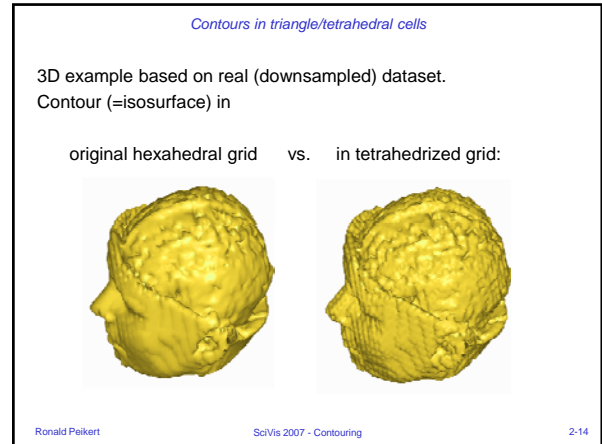 Contours in triangle/tetrahedral cells
3D example based on real (downsampled) dataset.
Contour (=isosurface) in
original hexahedral grid vs. in tetrahedrized grid:
Ronald Peikert SciVis 2007 - Contouring 2-14